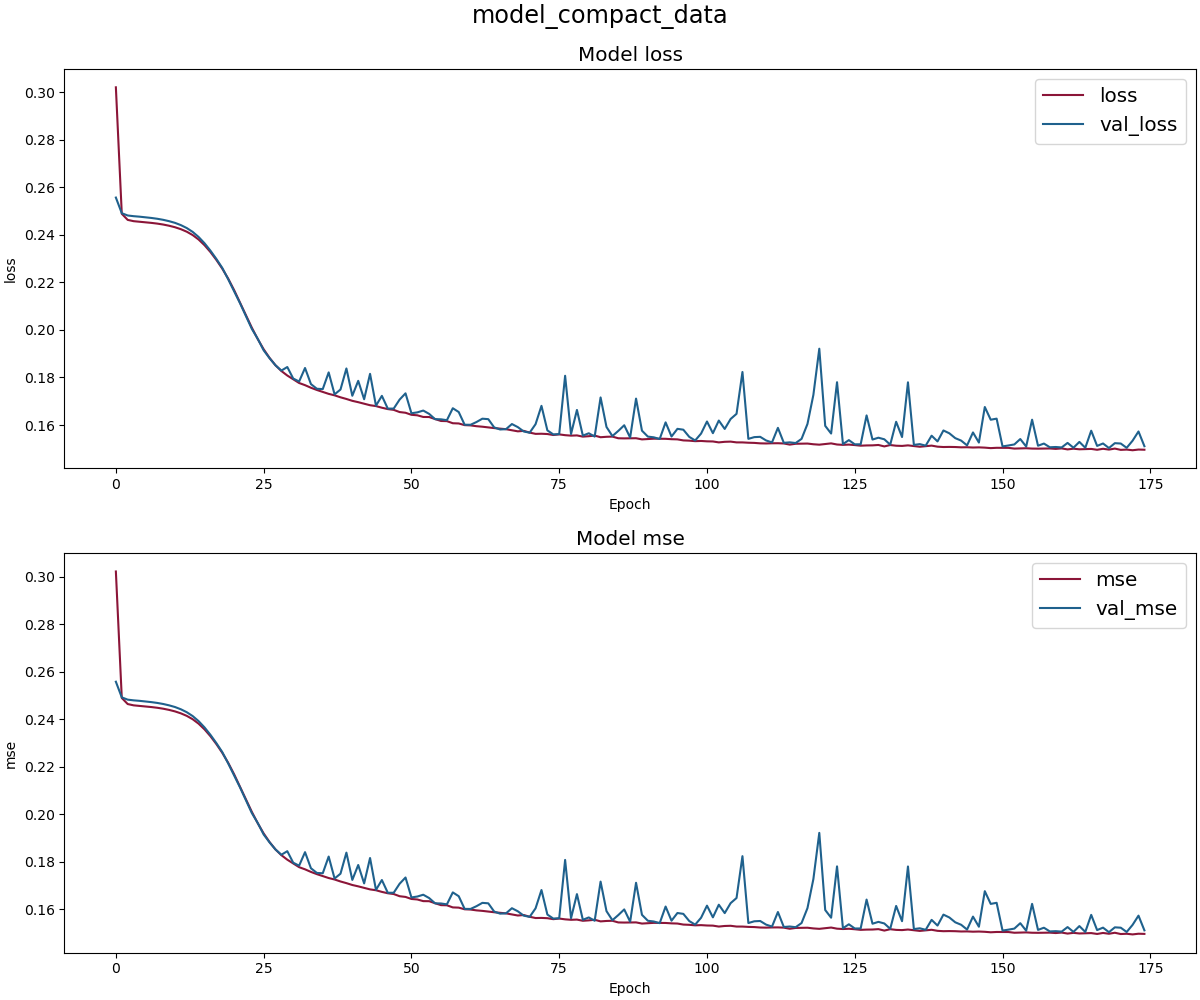 model_compact_data
Model loss
loss
val_loss
0.30
0.28
0.26
0.24
0.22
0.20
0.18
0.16
loss
0 25 50 75 100 125 150 175
Epoch
Model mse
mse
val_mse
0.30
0.28
0.26
0.24
0.22
0.20
0.18
0.16
mse
0 25 50 75 100 125 150 175
Epoch